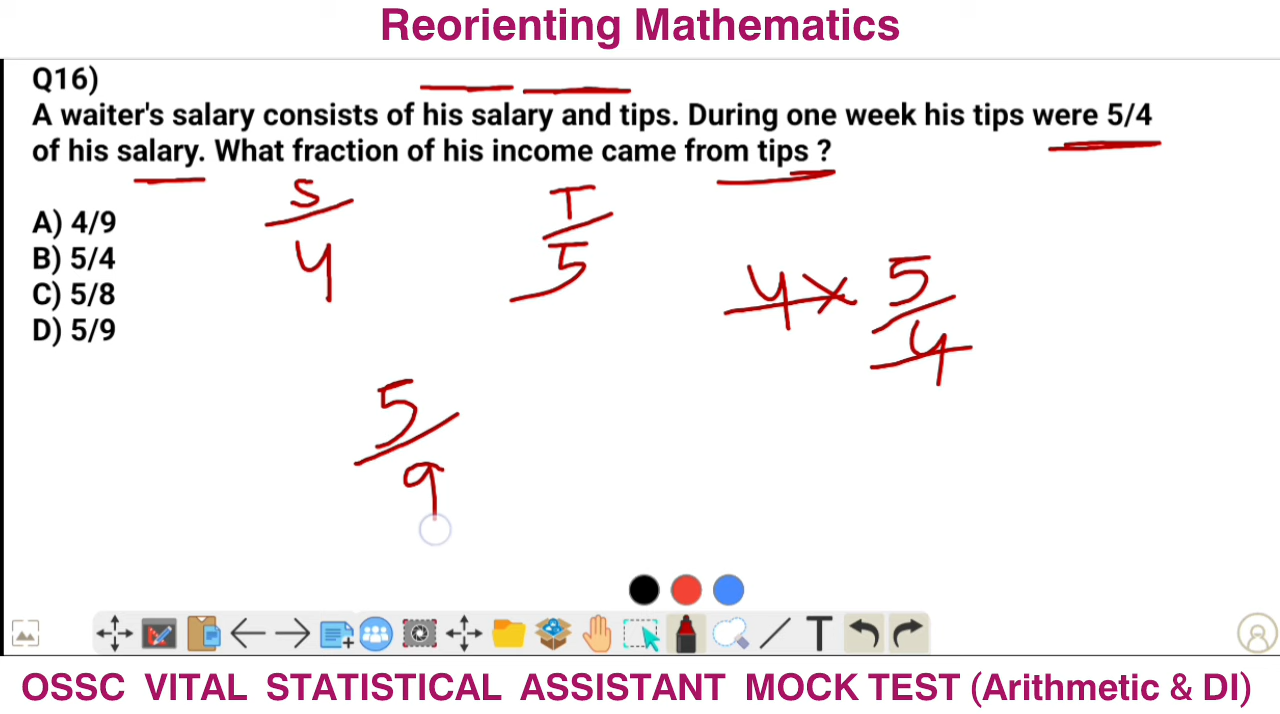 Reorienting Mathematics
Q16)
A waiter's salary consists of his salary and tips. During one week his tips were 5/4
of his salary. What fraction of his income came from tips ?
S T
4 5
A) 4/9
B) 5/4
C) 5/8
D) 5/9
4 × 5/4
5/9
T
OSSC VITAL STATISTICAL ASSISTANT MOCK TEST (Arithmetic & DI)